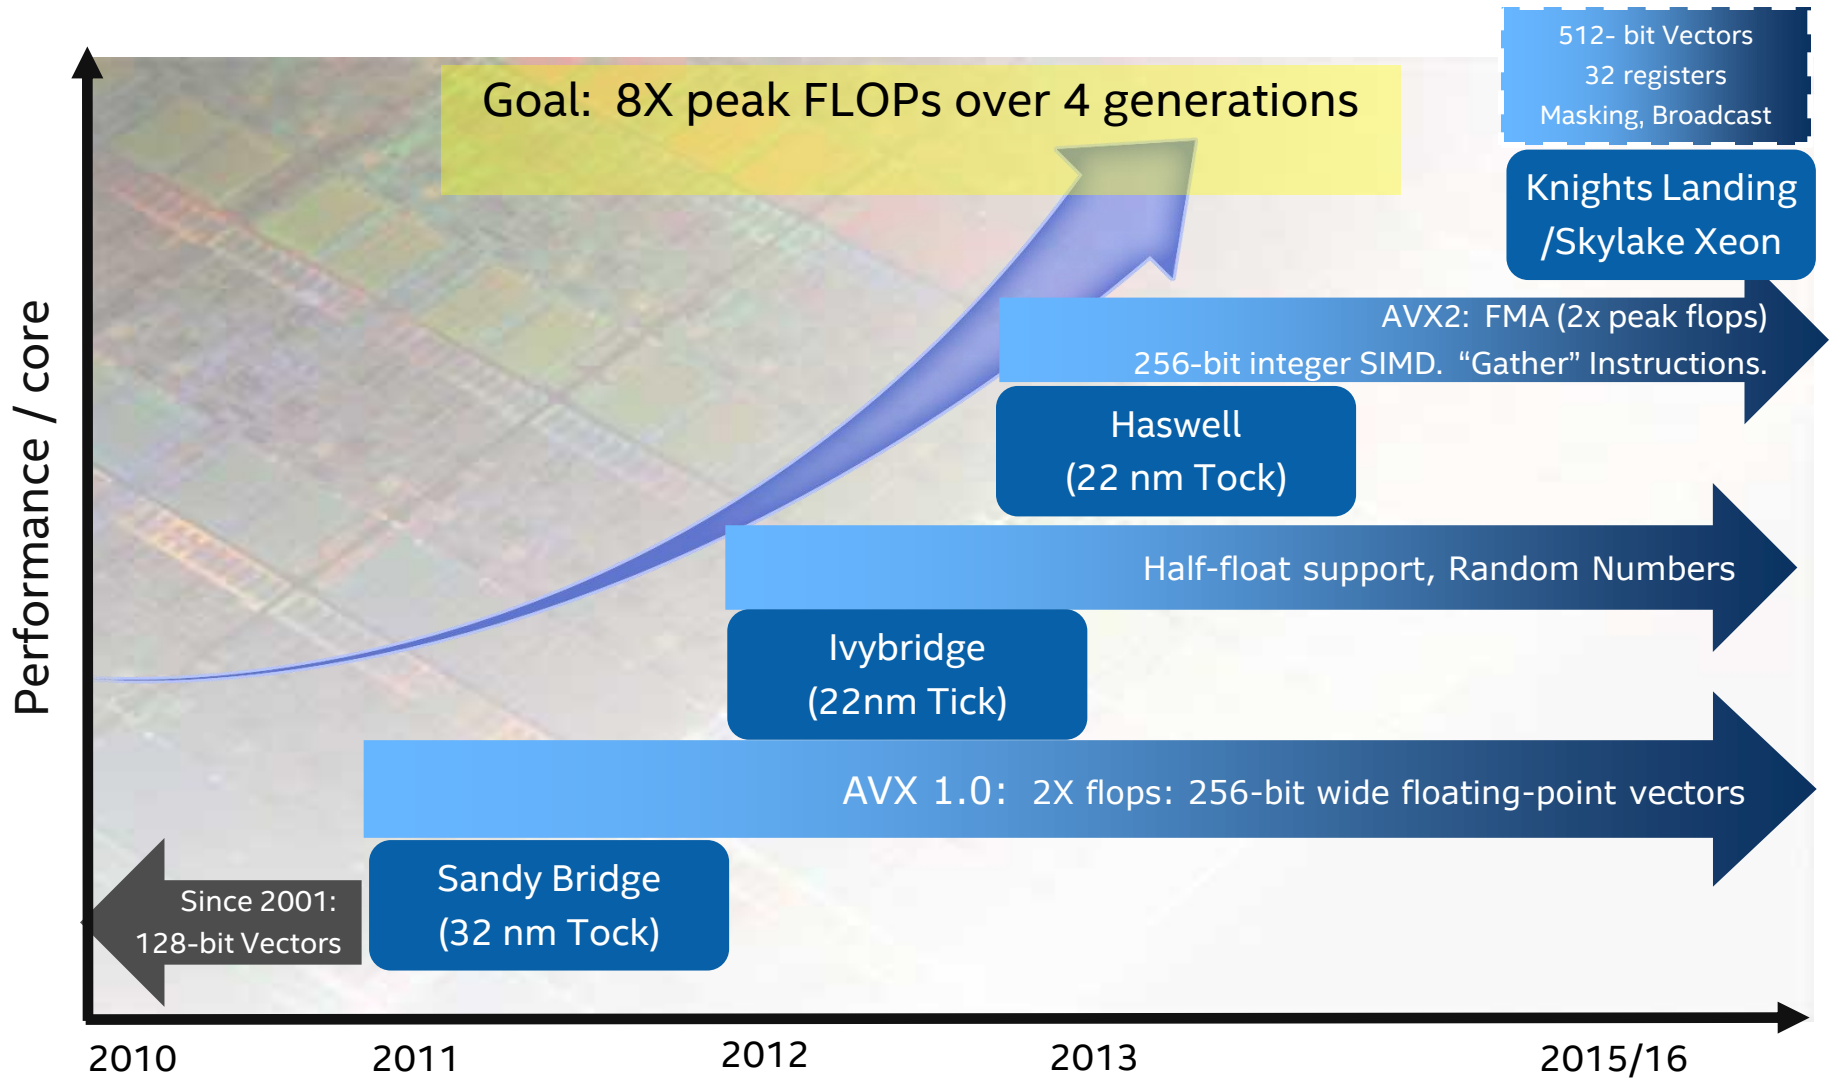 512- bit Vectors
32 registers
Masking, Broadcast
Goal:  8X peak FLOPs over 4 generations
Knights Landing
/Skylake Xeon
AVX2:  FMA (2x peak flops)
256-bit integer SIMD.  “Gather” Instructions.
Haswell
(22 nm Tock)
Half-float support, Random Numbers
Ivybridge
(22nm Tick)
AVX 1.0:  2X flops: 256-bit wide floating-point vectors
Sandy Bridge
(32 nm Tock)
Since 2001:
128-bit Vectors
Performance / core
2010
2011
2012
2013
2015/16